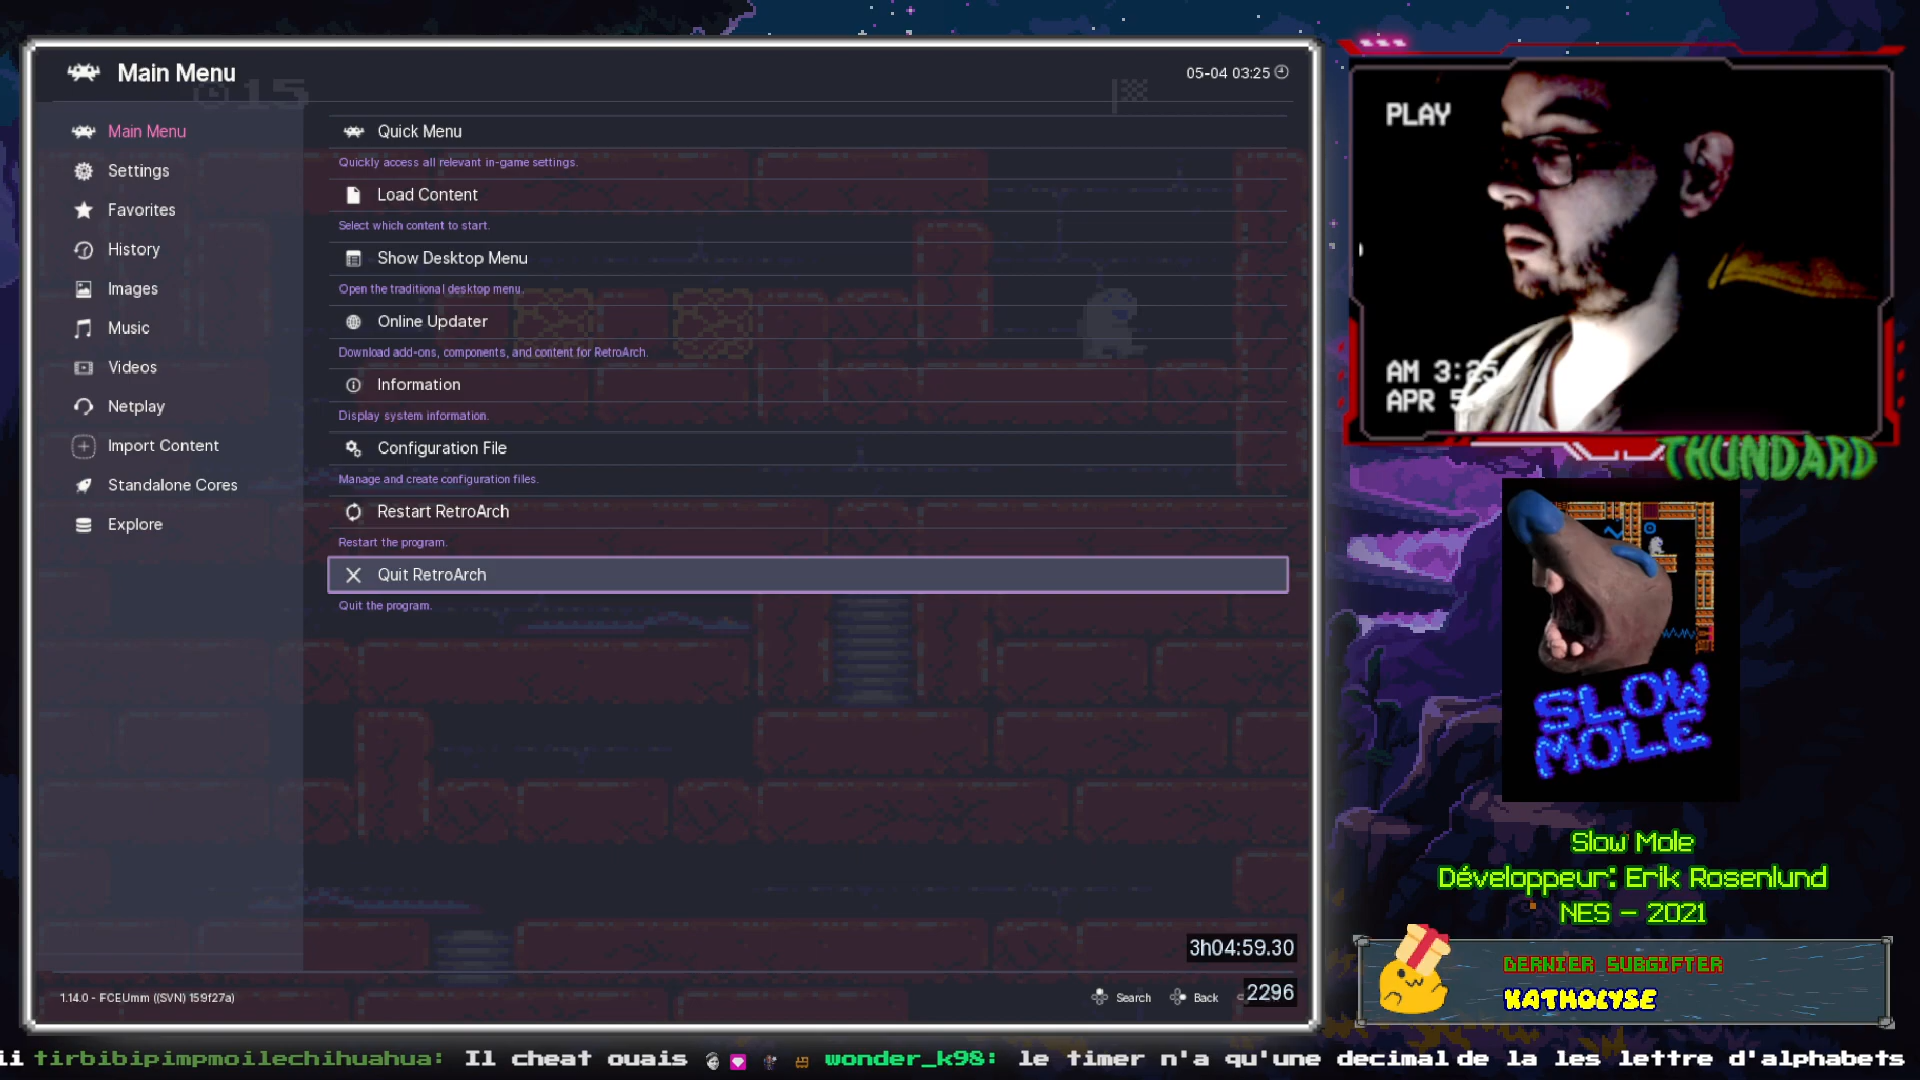 Main Menu
05-04 03:25
15
Main Menu
Settings
Favorites
History
Images
Music
Videos
Netplay
Import Content
Standalone Cores
Explore
Quick Menu
Quickly access all relevant in-game settings.
Load Content
Select which content to start.
Show Desktop Menu
Open the traditional desktop menu.
Online Updater
Download add-ons, components, and content for RetroArch.
Information
Display system information.
Configuration File
Manage and create configuration files.
Restart RetroArch
Restart the program.
Quit RetroArch
Quit the program.
3h04:59.30
1.14.0 - FCEUmm ((SVN) 159f27a)
Search
Back
2296
PLAY
AM 3:25
APR 5
THUNDARD
SLOW
MOLE
Slow Mole
Développeur: Erik Rosenlund
NES - 2021
DERNIER SUBGIFTER
KATHOLYSE
ii tirbibipimpmoilechihuahua: Il cheat ouais wonder_k98: le timer n'a qu'une decimal de la les lettre d'alphabets